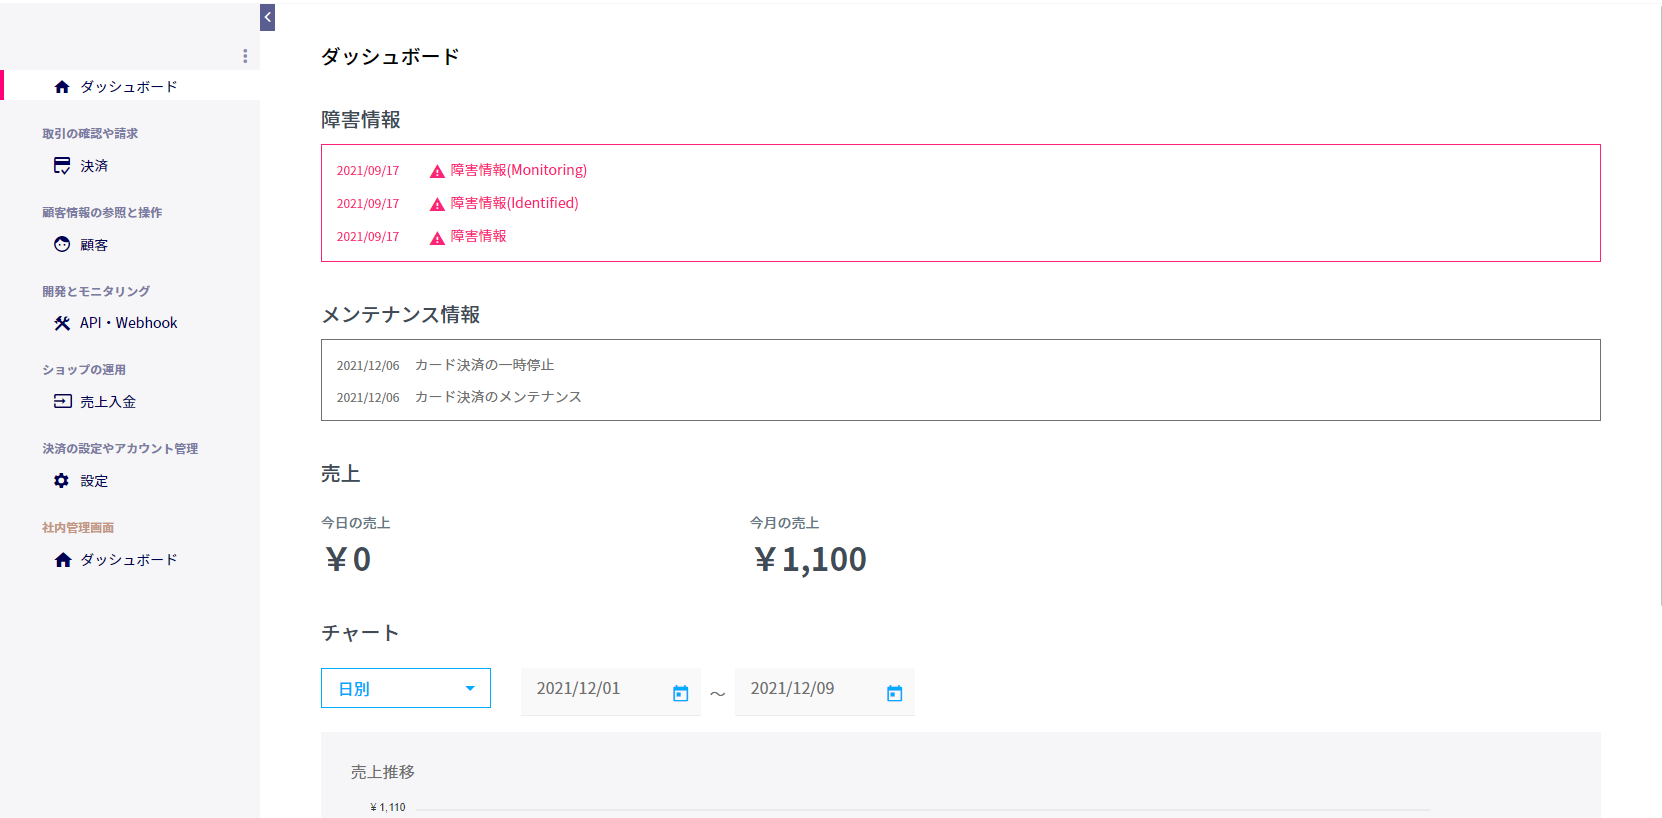 ダッシュボード
取引の確認や請求
決済
顧客情報の参照と操作
顧客
開発とモニタリング
API・Webhook
ショップの運用
売上入金
決済の設定やアカウント管理
設定
社内管理画面
ダッシュボード
ダッシュボード
障害情報
2021/09/17 障害情報(Monitoring)
2021/09/17 障害情報(Identified)
2021/09/17 障害情報
メンテナンス情報
2021/12/06 カード決済の一時停止
2021/12/06 カード決済のメンテナンス
売上
今日の売上 今月の売上
￥0 ￥1,100
チャート
日別 2021/12/01 ～ 2021/12/09
売上推移
¥ 1,110